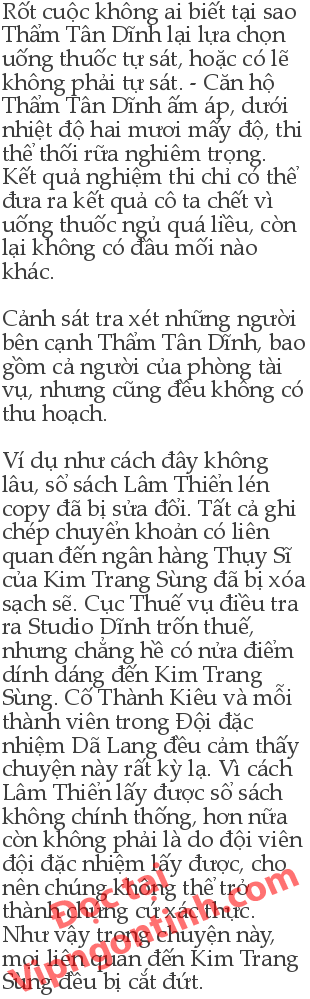 Rốt cuộc không ai biết tại sao
Thẩm Tân Dĩnh lại lựa chọn
uống thuốc tự sát, hoặc có lẽ
không phải tự sát. - Căn hộ
Thẩm Tân Dĩnh ấm áp, dưới
nhiệt độ hai mươi mấy độ, thi
thể thối rữa nghiêm trọng.
Kết quả nghiệm thi chỉ có thể
đưa ra kết quả cô ta chết vì
uống thuốc ngủ quá liều, còn
lại không có đầu mối nào
khác.
Cảnh sát tra xét những người
bên cạnh Thẩm Tân Dĩnh, bao
gồm cả người của phòng tài
vụ, nhưng cũng đều không có
thu hoạch.
Ví dụ như cách đây không
lâu, sổ sách Lâm Thiển lén
copy đã bị sửa đổi. Tất cả ghi
chép chuyển khoản có liên
quan đến ngân hàng Thụy Sĩ
của Kim Trang Sùng đã bị xóa
sạch sẽ. Cục Thuế vụ điều tra
ra Studio Dĩnh trốn thuế,
nhưng chẳng hề có nửa điểm
dính dáng đến Kim Trang
Sùng. Cố Thành Kiêu và mỗi
thành viên trong Đội đặc
nhiệm Dã Lang đều cảm thấy
chuyện này rất kỳ lạ. Vì cách
Lâm Thiển lấy được sổ sách
không chính thống, hơn nữa
còn không phải là do đội viên
đội đặc nhiệm lấy được, cho
nên chúng không thể trở
thành chứng cứ xác thực.
Như vậy trong chuyện này,
mọi liên quan đến Kim Trang
Sùng đều bị cắt đứt.
Đọc tại
Vipngontinh.com